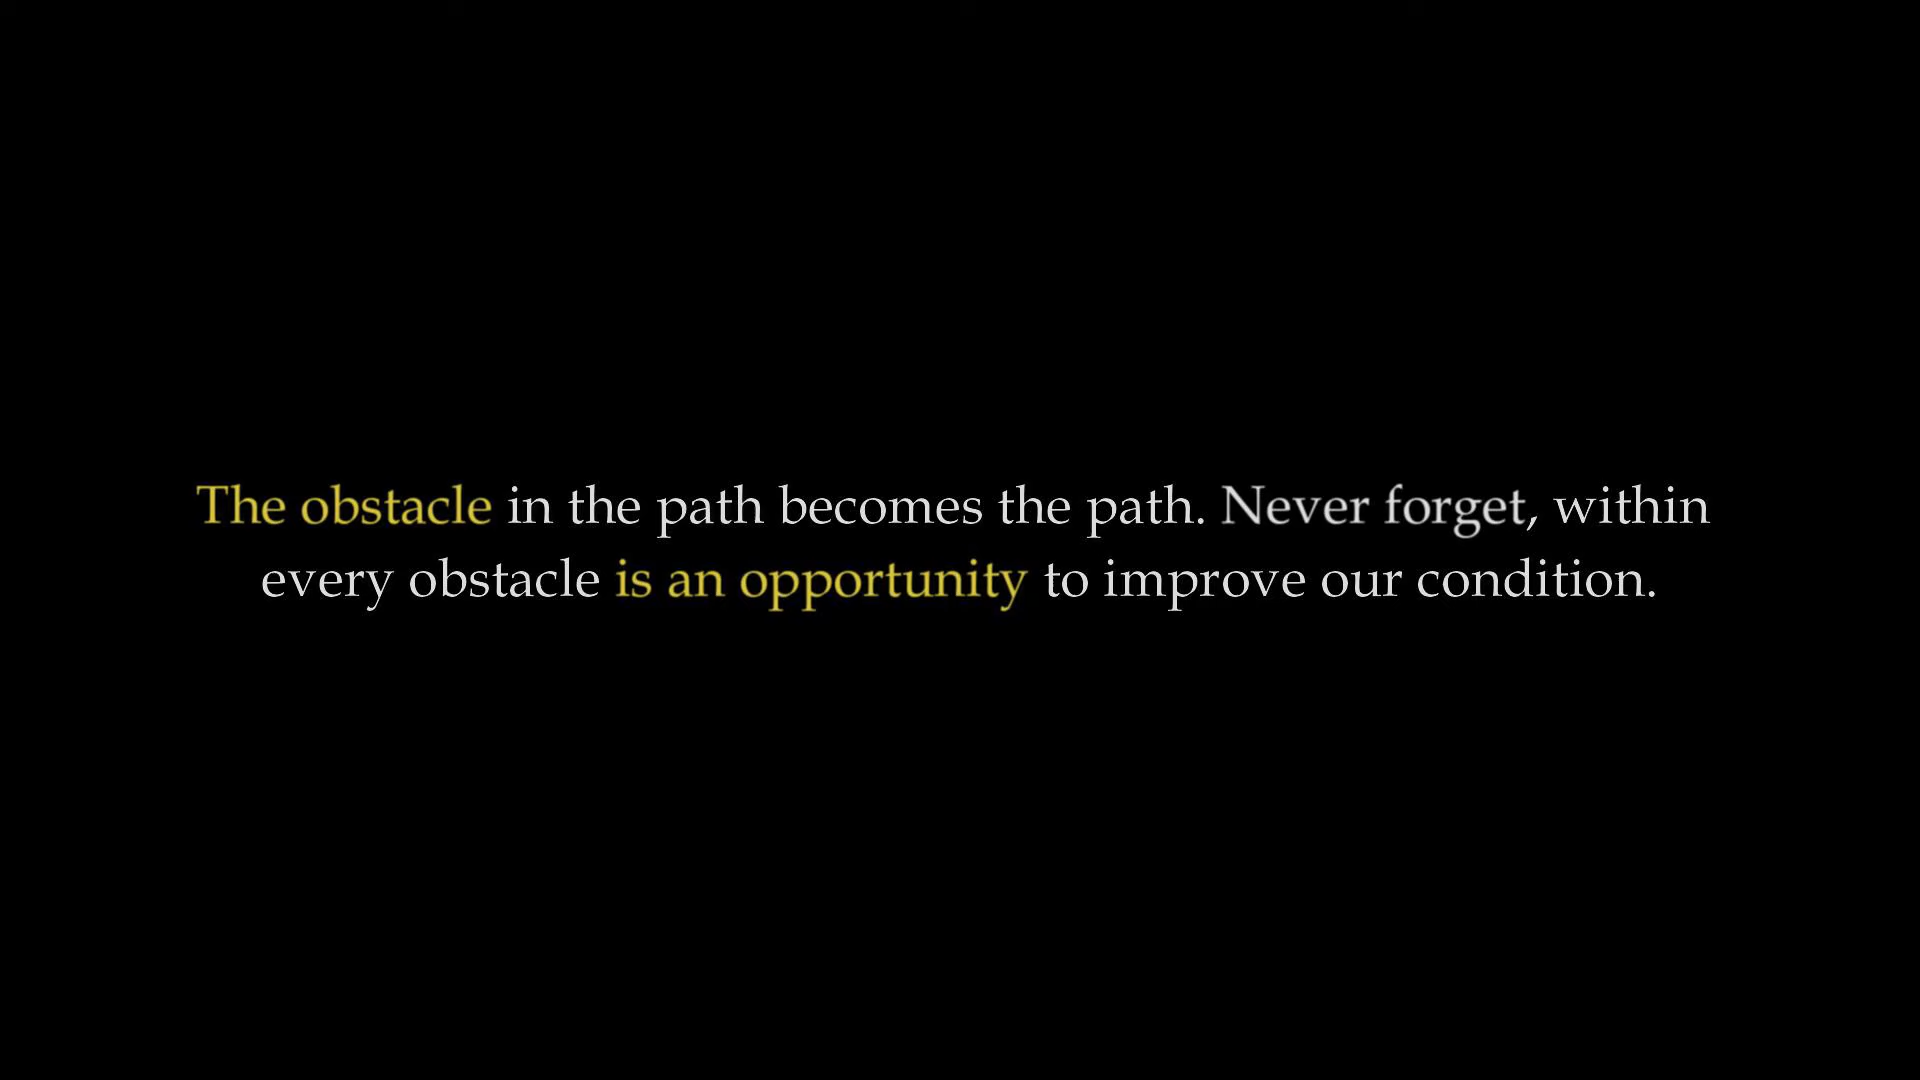 The obstacle in the path becomes the path. Never forget, within
every obstacle is an opportunity to improve our condition.